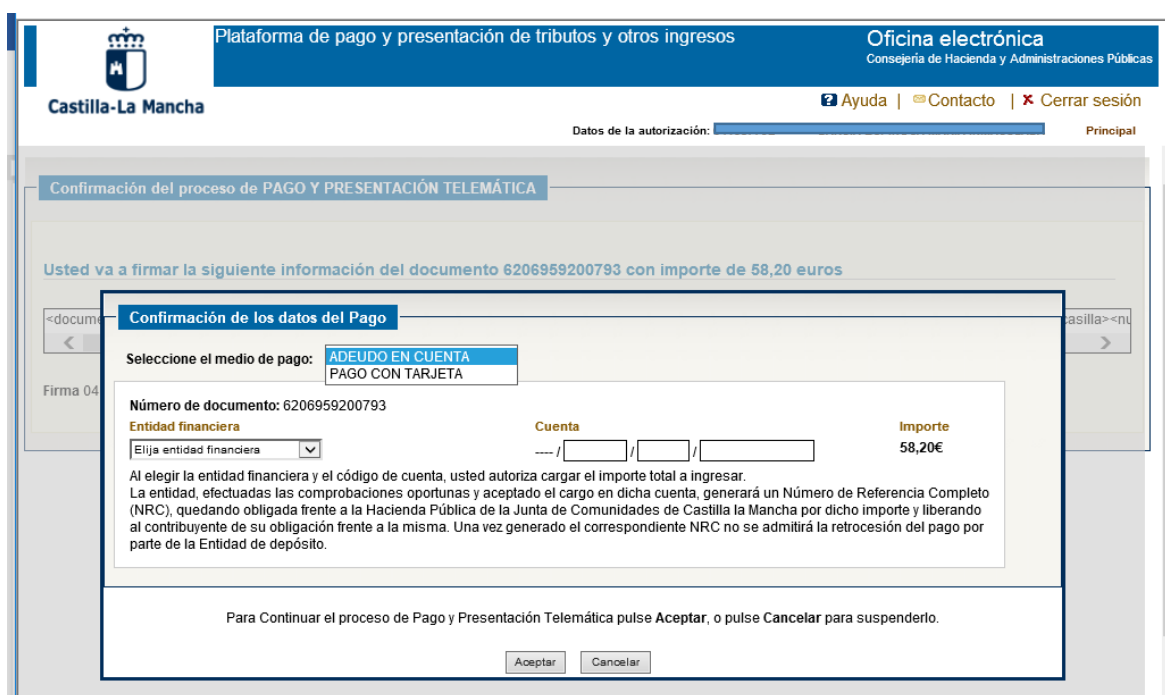 Plataforma de pago y presentación de tributos y otros ingresos
Oficina electrónica
Consejería de Hacienda y Administraciones Públicas
Castilla-La Mancha
Ayuda | Contacto | Cerrar sesión
Datos de la autorización:
Principal
Confirmación del proceso de PAGO Y PRESENTACIÓN TELEMÁTICA
Usted va a firmar la siguiente información del documento 6206959200793 con importe de 58,20 euros
<docume
casilla><nu
Firma 04
Confirmación de los datos del Pago
Seleccione el medio de pago: ADEUDO EN CUENTA
PAGO CON TARJETA
Número de documento: 6206959200793
Entidad financiera Cuenta Importe
Elija entidad financiera ---- / / / 58,20€
Al elegir la entidad financiera y el código de cuenta, usted autoriza cargar el importe total a ingresar.
La entidad, efectuadas las comprobaciones oportunas y aceptado el cargo en dicha cuenta, generará un Número de Referencia Completo
(NRC), quedando obligada frente a la Hacienda Pública de la Junta de Comunidades de Castilla la Mancha por dicho importe y liberando
al contribuyente de su obligación frente a la misma. Una vez generado el correspondiente NRC no se admitirá la retrocesión del pago por
parte de la Entidad de depósito.
Para Continuar el proceso de Pago y Presentación Telemática pulse Aceptar, o pulse Cancelar para suspenderlo.
Aceptar Cancelar